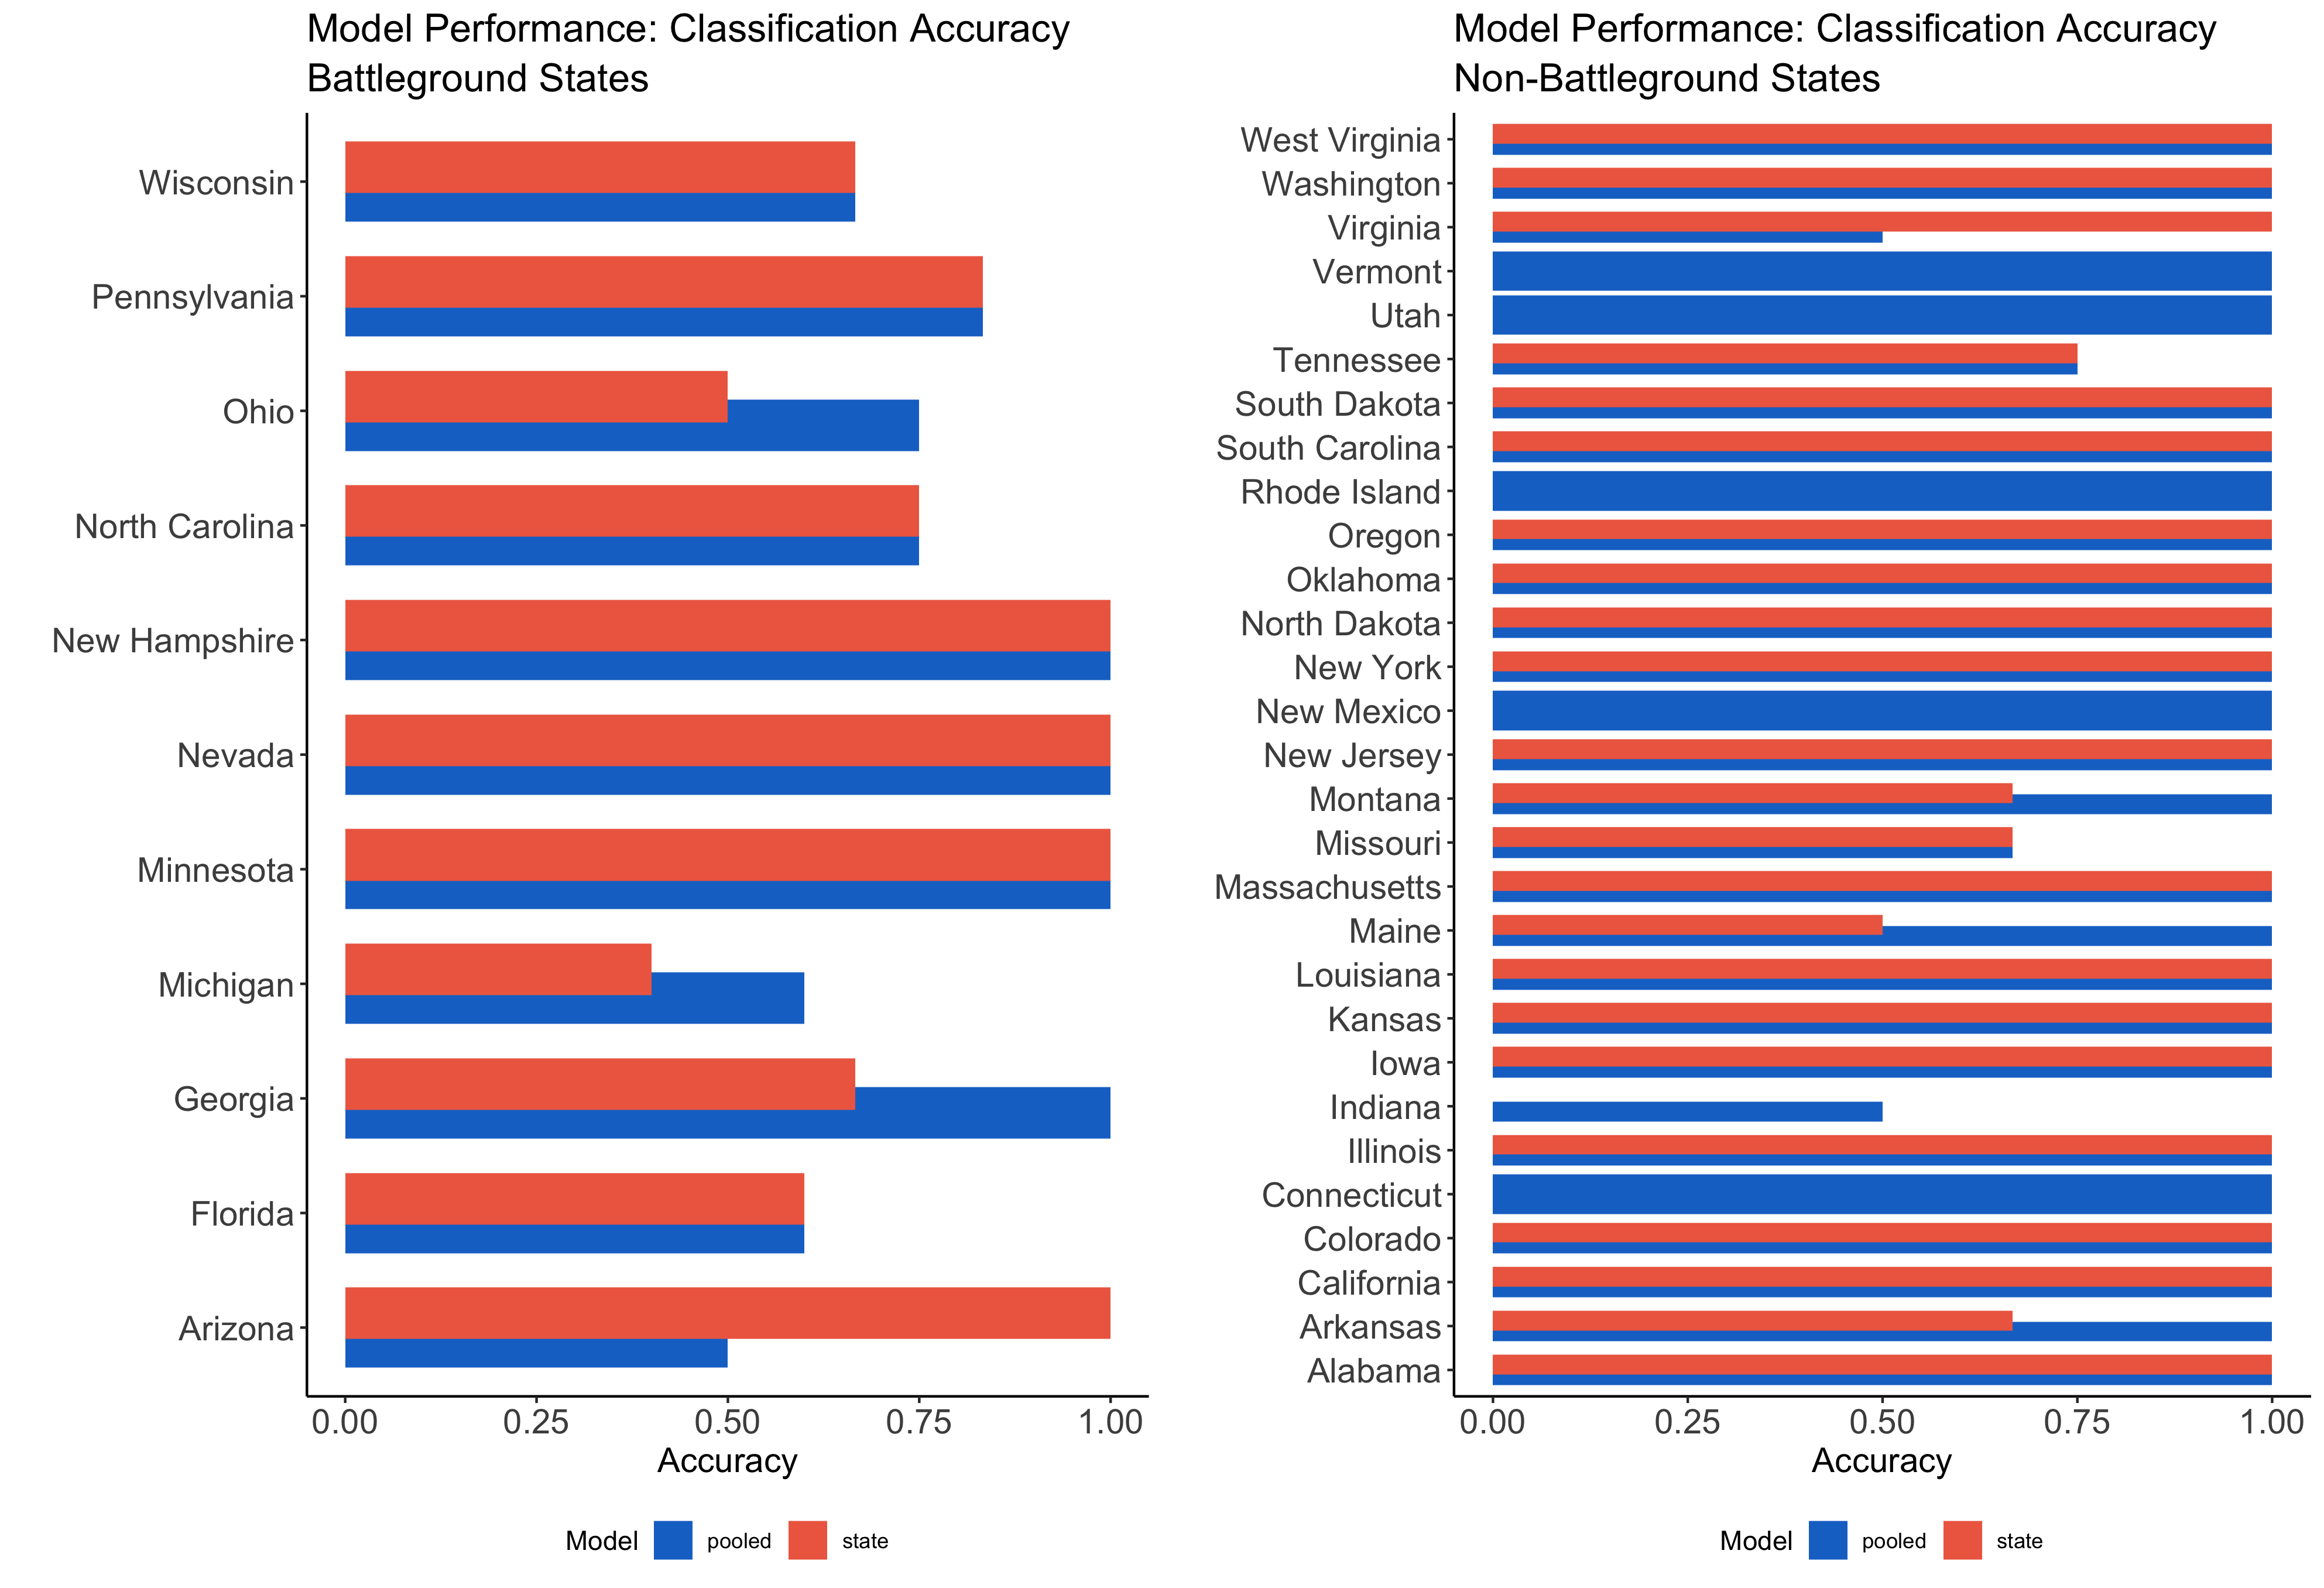 Model Performance: Classification Accuracy
Battleground States
Wisconsin
Pennsylvania
Ohio
North Carolina
New Hampshire
Nevada
Minnesota
Michigan
Georgia
Florida
Arizona
0.00 0.25 0.50 0.75 1.00
Accuracy
Model pooled state
Model Performance: Classification Accuracy
Non-Battleground States
West Virginia
Washington
Virginia
Vermont
Utah
Tennessee
South Dakota
South Carolina
Rhode Island
Oregon
Oklahoma
North Dakota
New York
New Mexico
New Jersey
Montana
Missouri
Massachusetts
Maine
Louisiana
Kansas
Iowa
Indiana
Illinois
Connecticut
Colorado
California
Arkansas
Alabama
0.00 0.25 0.50 0.75 1.00
Accuracy
Model pooled state